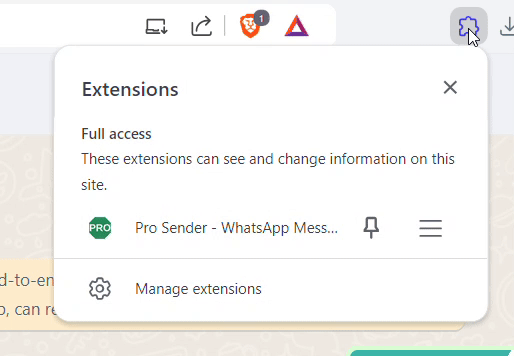 1
Extensions
Full access
These extensions can see and change information on this
site.
PRO
Pro Sender - WhatsApp Mess...
d-to-en
Manage extensions
o, can re